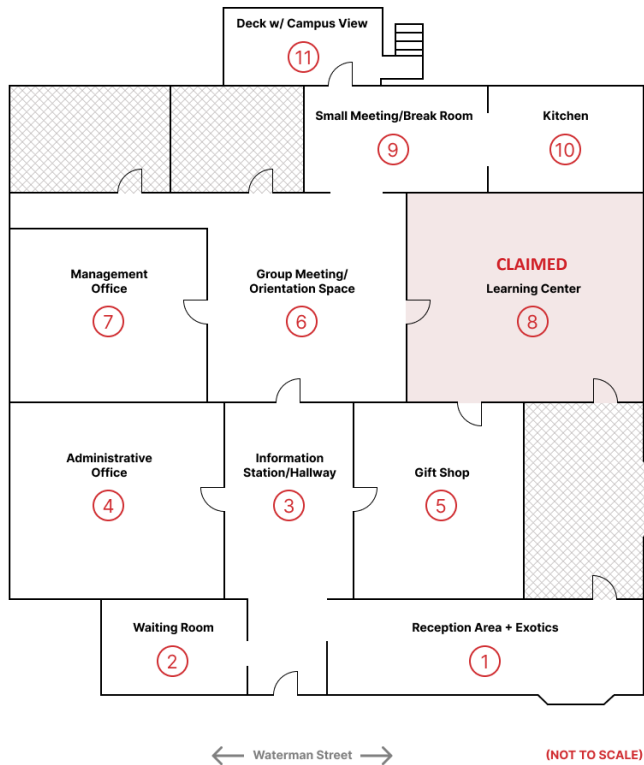 Deck w/ Campus View
11
Small Meeting/Break Room
9
Kitchen
10
Management
Office
7
Group Meeting/
Orientation Space
6
CLAIMED
Learning Center
8
Administrative
Office
4
Information
Station/Hallway
3
Gift Shop
5
Waiting Room
2
Reception Area + Exotics
1
Waterman Street
(NOT TO SCALE)